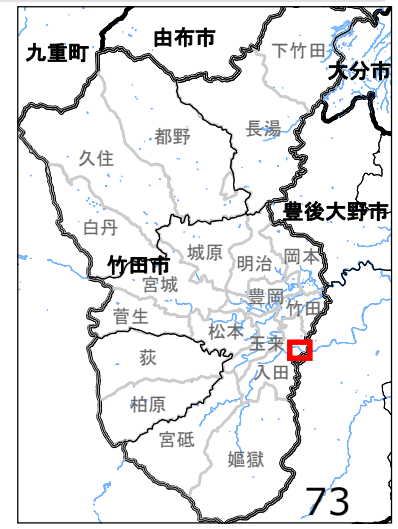 由布市
九重町
下竹田
大分市
都野
長湯
久住
白丹
豊後大野市
城原
岡本
明治
竹田市
宮城
豊岡
竹田
菅生
松本
玉来
荻
入田
柏原
宮砥
嫗獄
73